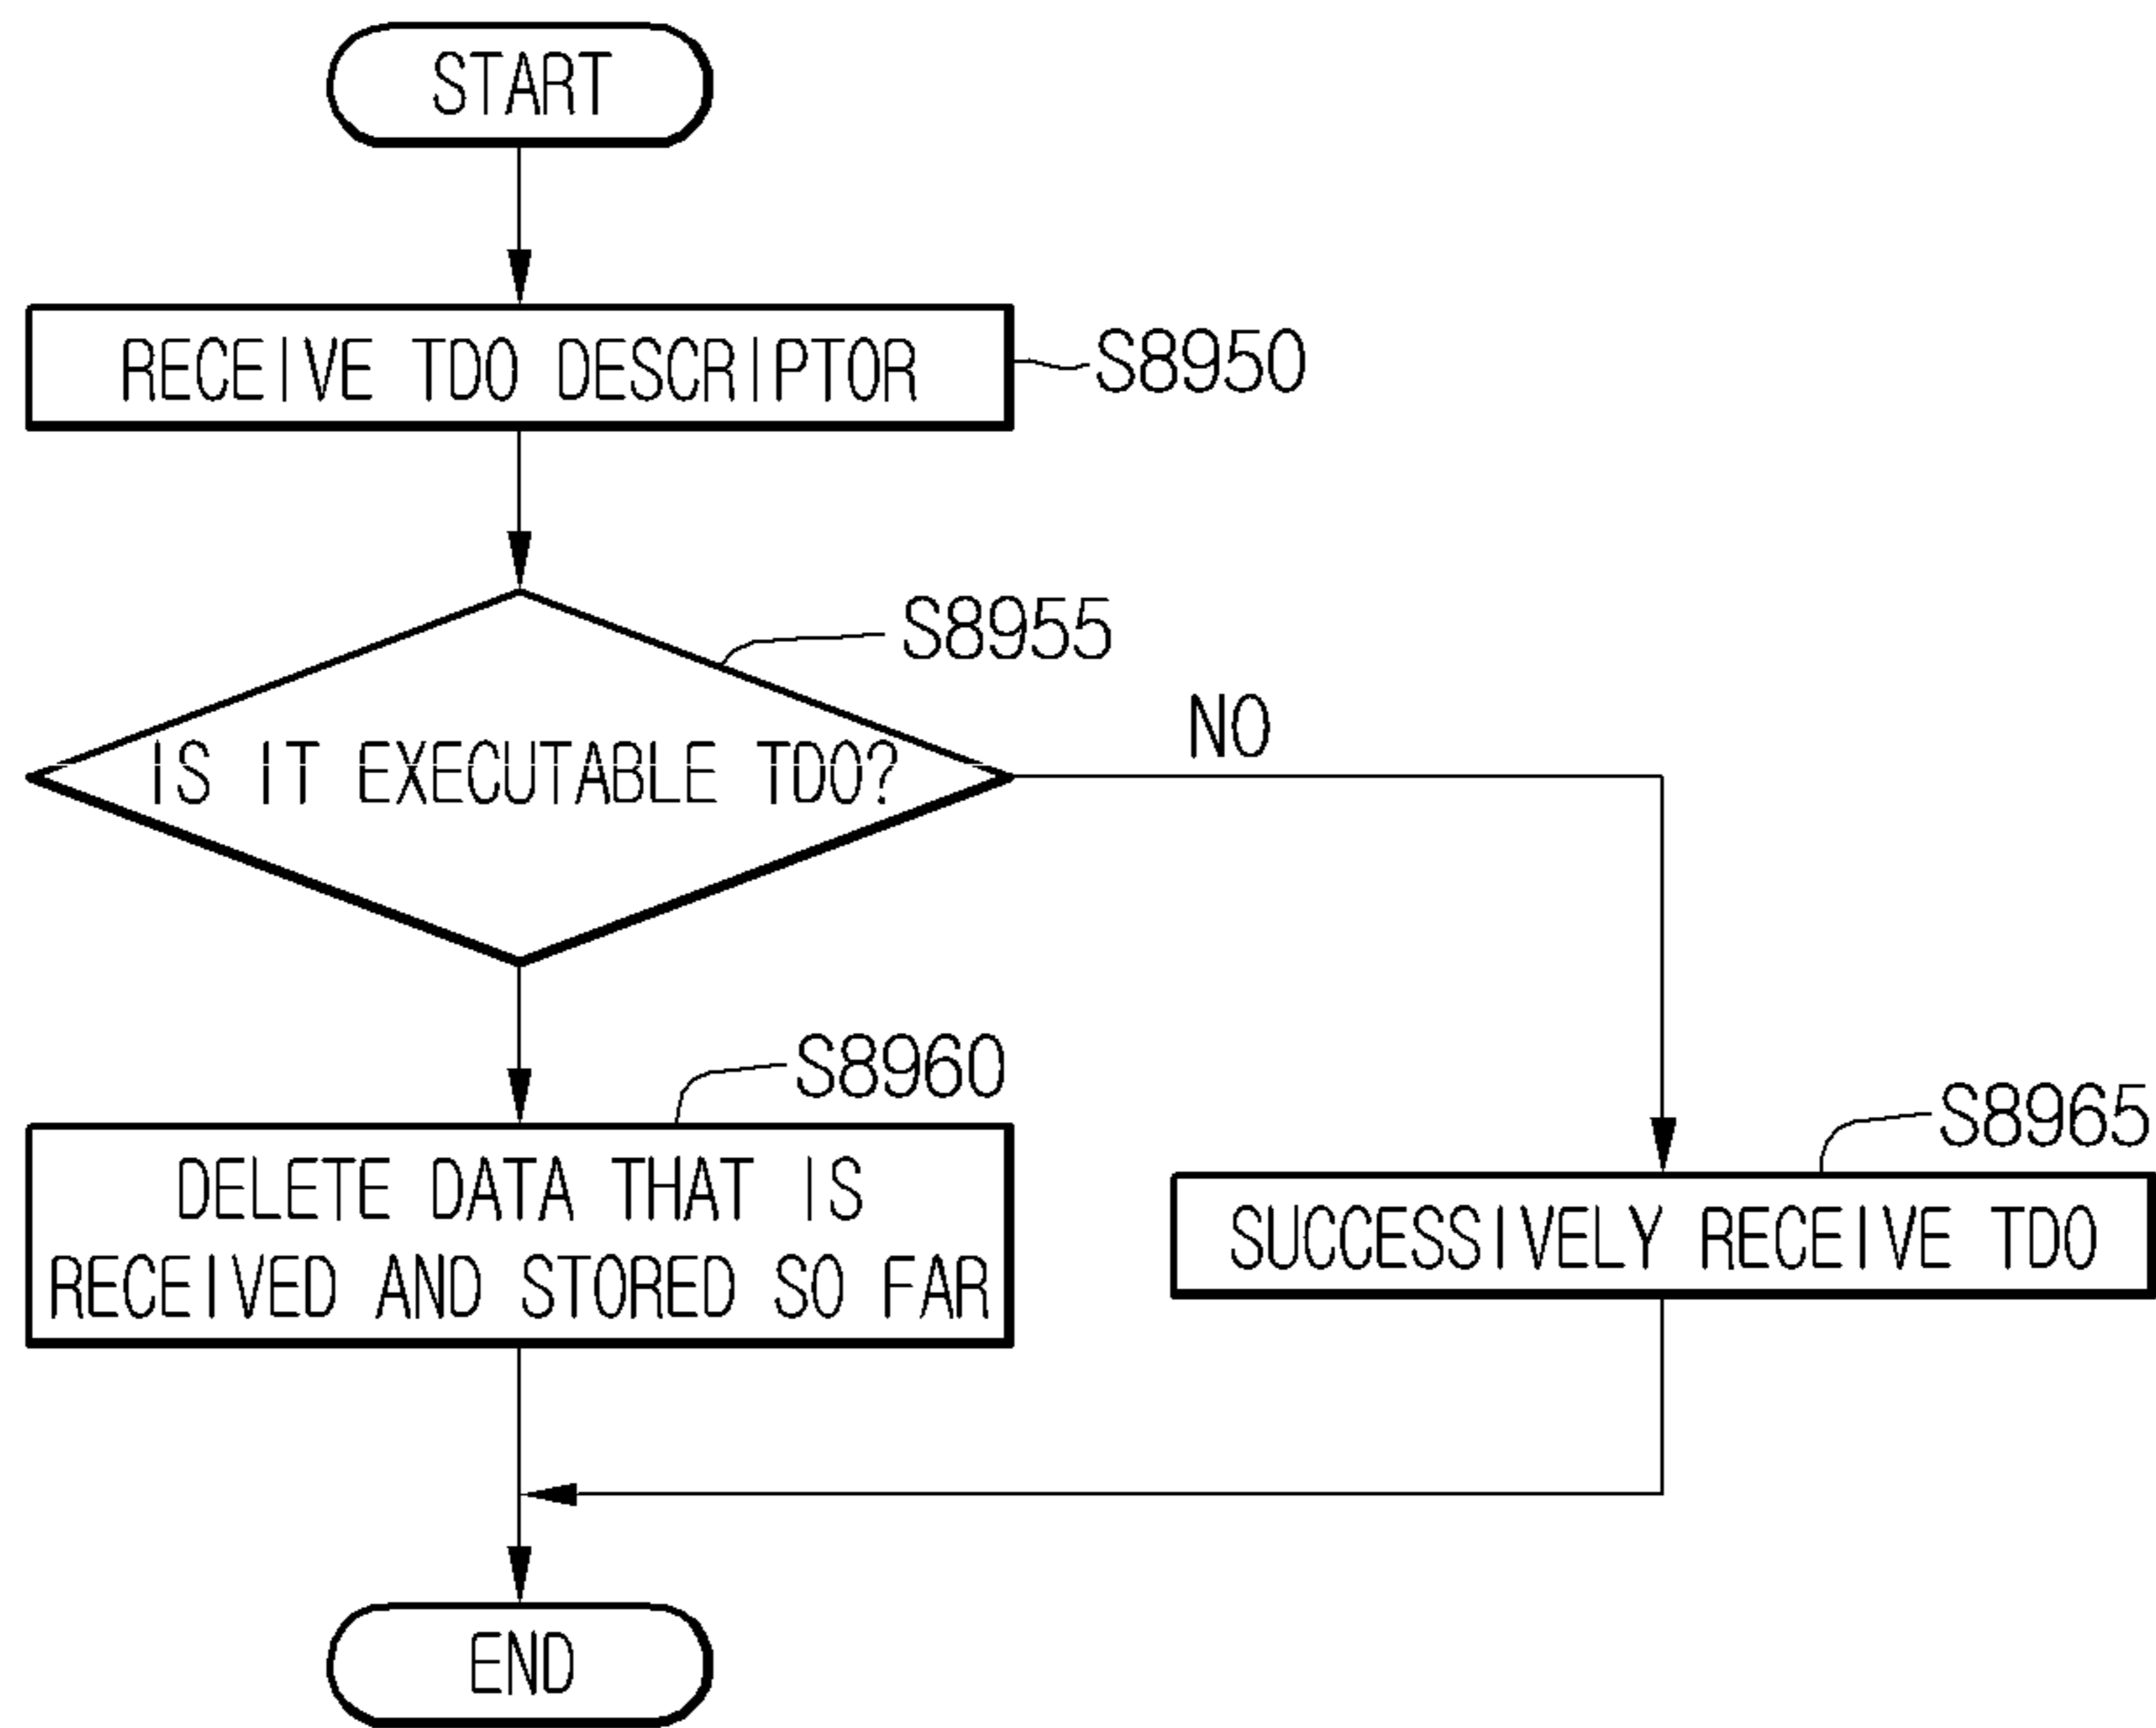 START
RECEIVE TDO DESCRIPTOR
S8950
S8955
NO
IS IT EXECUTABLE TDO?
S8960
S8965
DELETE DATA THAT IS
RECEIVED AND STORED SO FAR
SUCCESSIVELY RECEIVE TDO
END